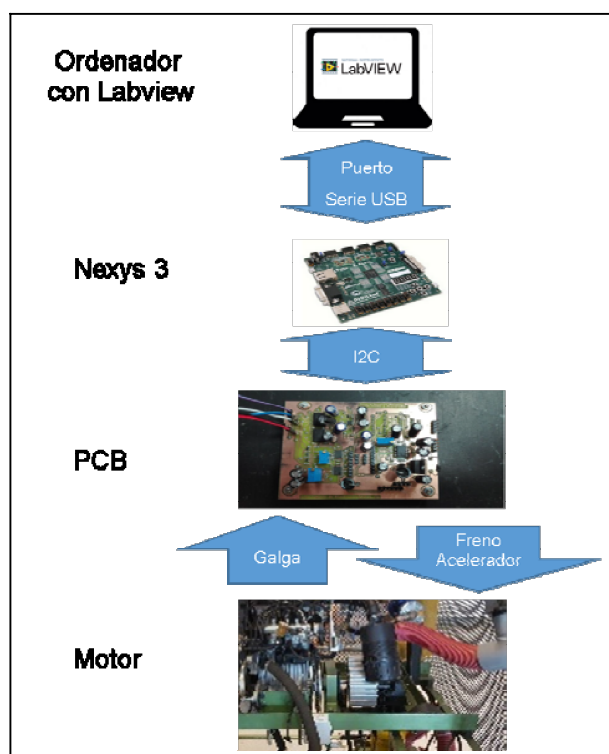 Ordenador
con Labview
LabVIEW
Puerto
Serie USB
Nexys 3
I2C
PCB
Galga
Freno
Acelerador
Motor